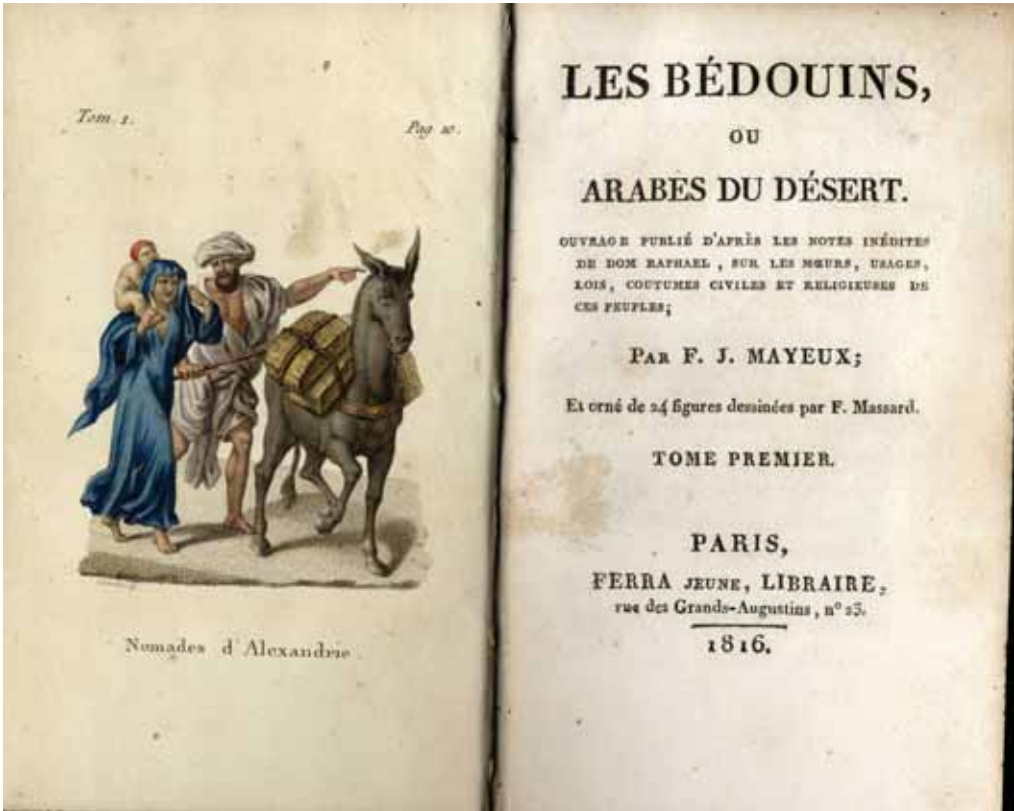 Tom. 1.
Pag 10.
Nomades d'Alexandrie.
LES BÉDOUINS,
OU
ARABES DU DÉSERT.
OUVRAGE PUBLIÉ D'APRÈS LES NOTES INÉDITES
DE DOM RAPHAEL, SUR LES MŒURS, USAGES,
LOIS, COUTUMES CIVILES ET RELIGIEUSES DE
CES PEUPLES;
PAR F. J. MAYEUX;
Et orné de 24 figures dessinées par F. Massard.
TOME PREMIER.
PARIS,
FERRA JEUNE, LIBRAIRE,
rue des Grands-Augustins, n° 23.
1816.